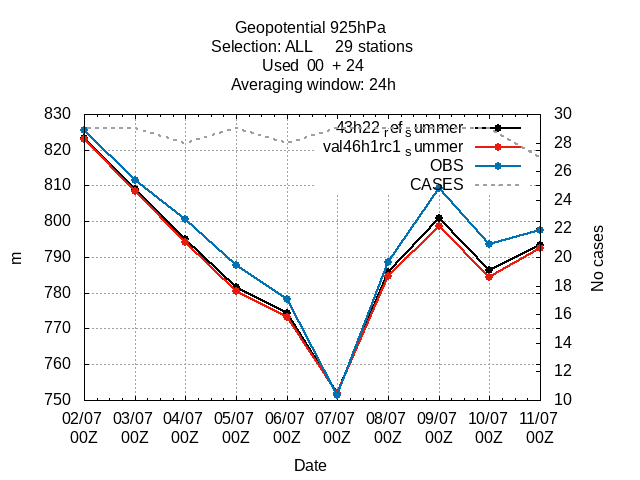 Geopotential 925hPa
Selection: ALL 29 stations
Used 00 + 24
Averaging window: 24h
830 30
43h22refsummer
820 28
val46h1rc1summer
OBS
26
810 CASES
24
800 22
790 20
780 18
770 16
14
760 12
750 10
m
No cases
02/07 03/07 04/07 05/07 06/07 07/07 08/07 09/07 10/07 11/07
00Z 00Z 00Z 00Z 00Z 00Z 00Z 00Z 00Z 00Z
Date